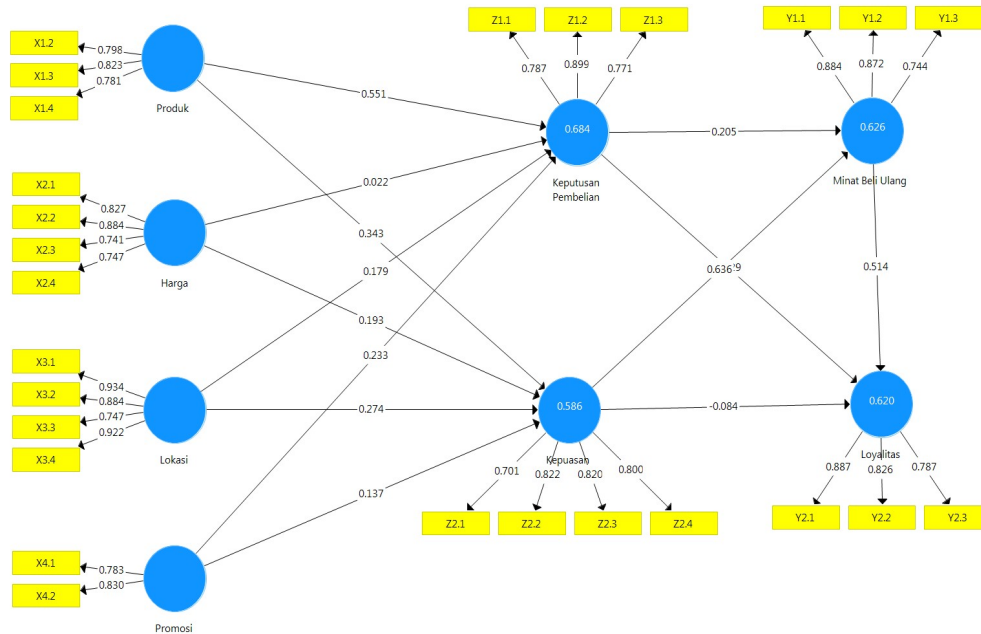 Z1.1
Z1.2
Z1.3
Y1.1
Y1.2
Y1.3
X1.2
X1.3
X1.4
0.798
0.823
0.781
Produk
0.787
0.899
0.771
0.884
0.872
0.744
0.551
0.684
0.205
0.626
Keputusan
Pembelian
Minat Beli Ulang
X2.1
X2.2
X2.3
X2.4
0.827
0.884
0.741
0.747
Harga
0.022
0.343
0.179
0.636
0.514
0.193
0.233
X3.1
X3.2
X3.3
X3.4
0.934
0.884
0.747
0.922
Lokasi
0.274
0.586
-0.084
0.620
Kepuasan
Loyalitas
0.701
0.822
0.820
0.800
0.887
0.826
0.787
0.137
Z2.1
Z2.2
Z2.3
Z2.4
Y2.1
Y2.2
Y2.3
X4.1
X4.2
0.783
0.830
Promosi